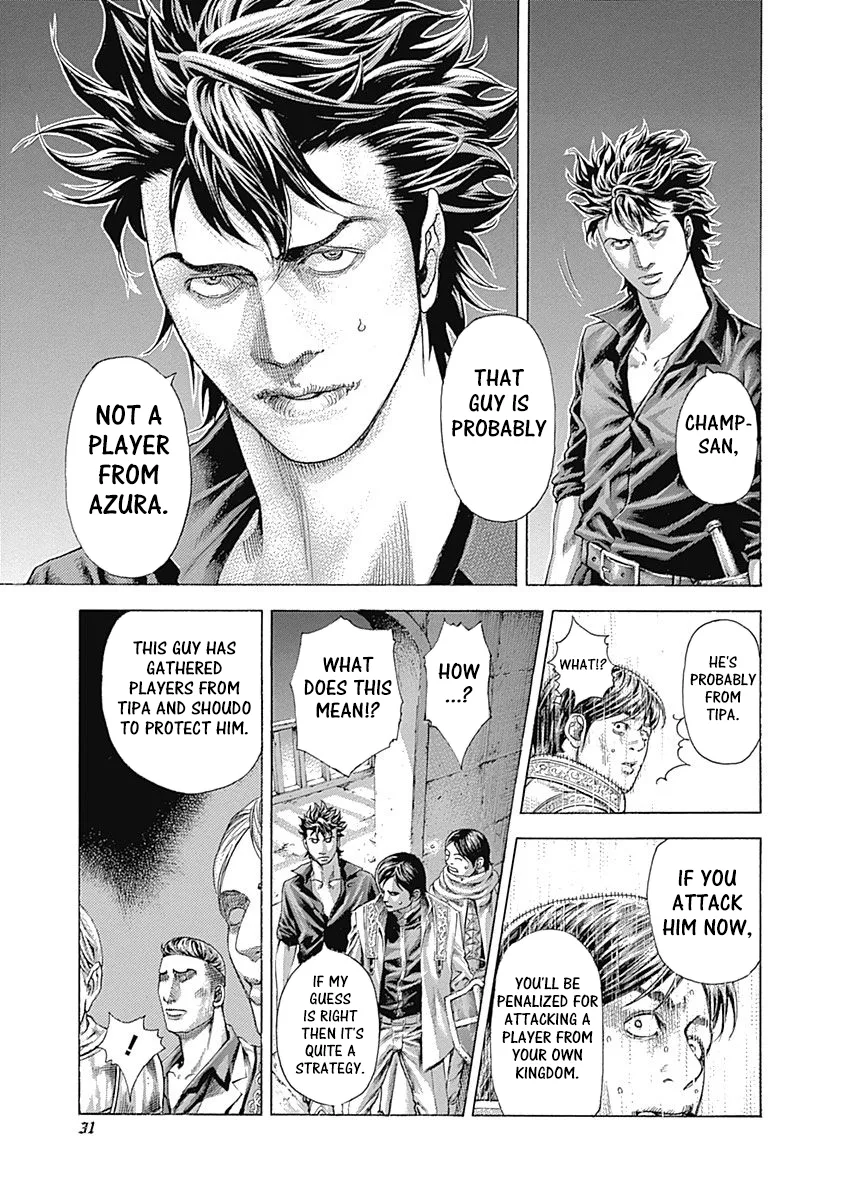 CHAMP-
SAN,
THAT
GUY IS
PROBABLY
NOT A
PLAYER
FROM
AZURA.
HE'S
PROBABLY
FROM
TIPA.
WHAT!?
IF YOU
ATTACK
HIM NOW,
YOU'LL BE
PENALIZED FOR
ATTACKING A
PLAYER FROM
YOUR OWN
KINGDOM.
HOW
...?
WHAT
DOES THIS
MEAN!?
IF MY
GUESS
IS RIGHT
THEN IT'S
QUITE A
STRATEGY.
THIS GUY HAS
GATHERED
PLAYERS FROM
TIPA AND SHOUDO
TO PROTECT HIM.
!
31